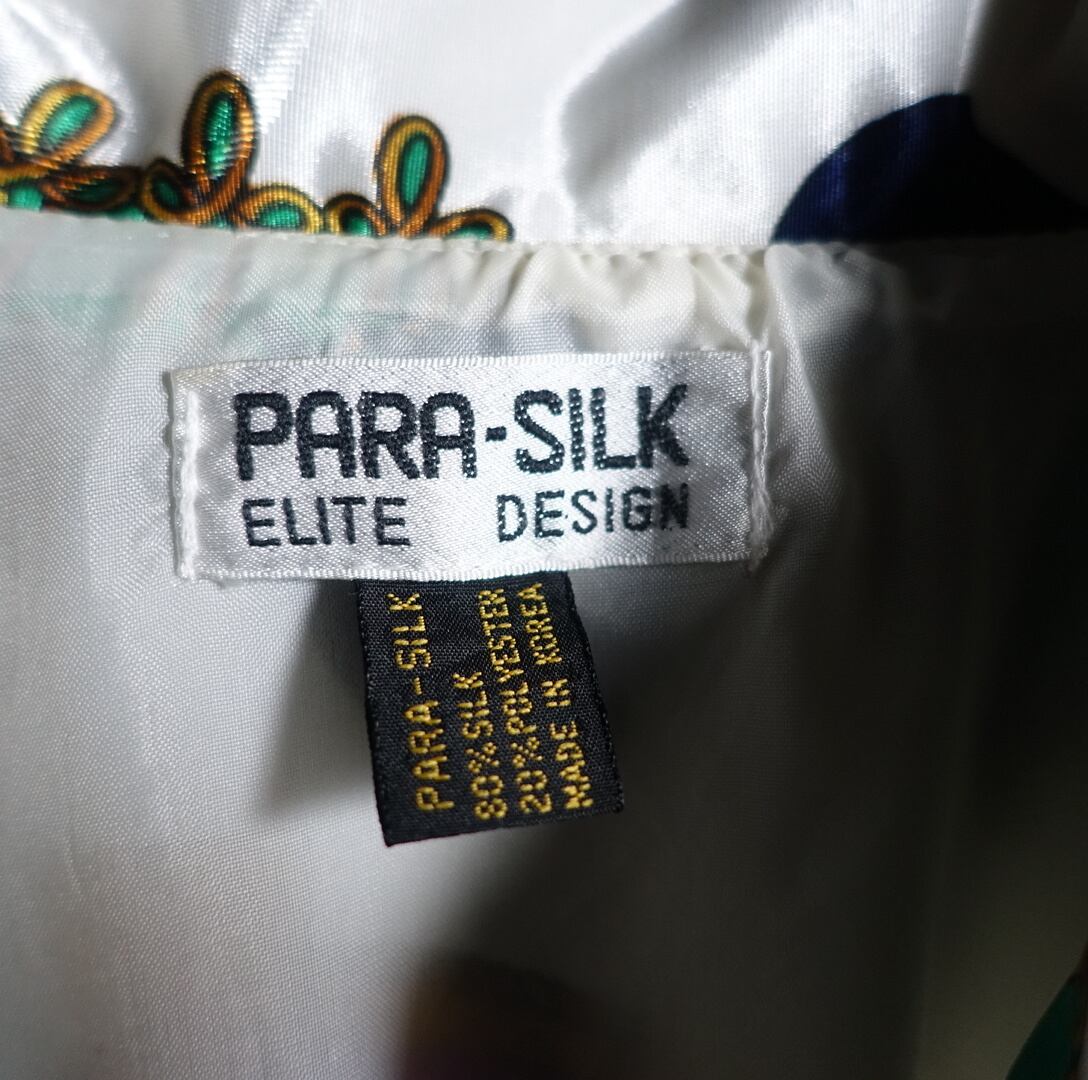 PARA-SILK
ELITE DESIGN
PARA-SILK
80% SILK
20% POLYESTER
MADE IN KOREA